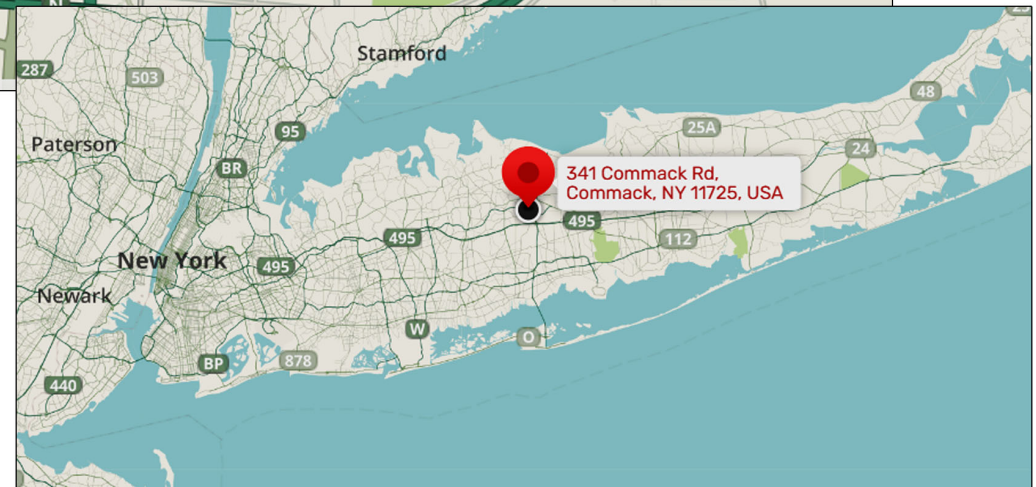 Stamford
287
503
48
95
25A
Paterson
24
BR
341 Commack Rd,
Commack, NY 11725, USA
495
495
112
New York
495
Newark
W
O
BP
878
440